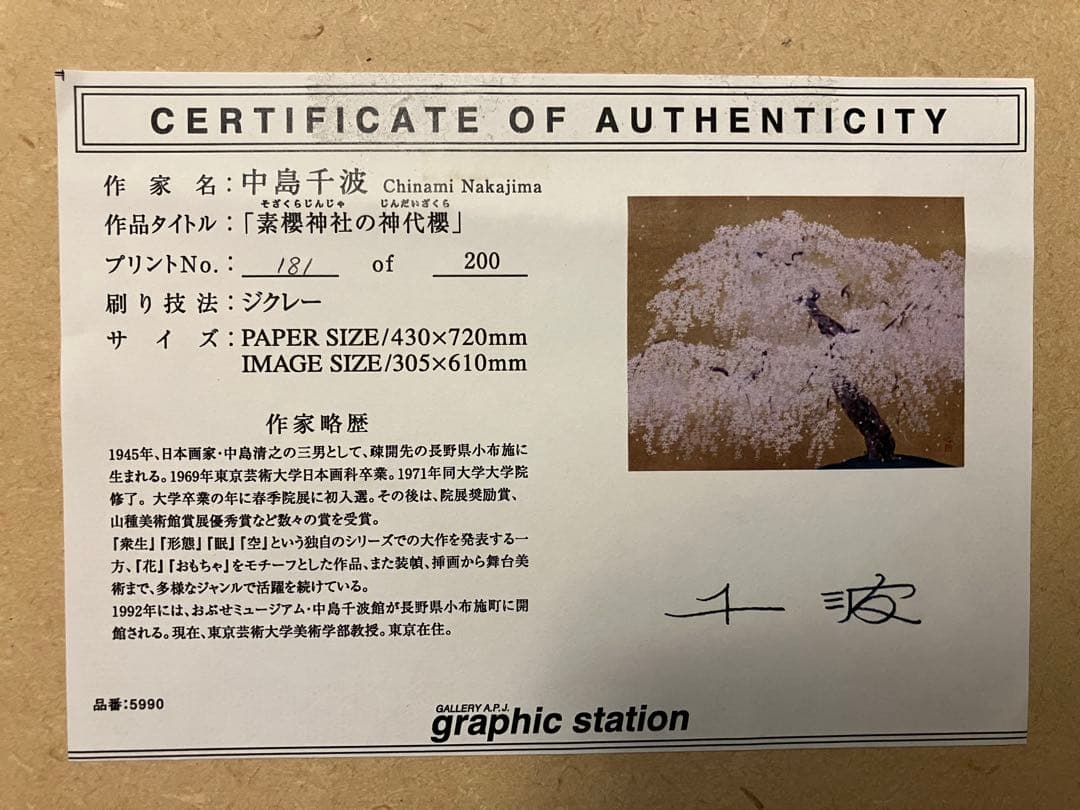 CERTIFICATE OF AUTHENTICITY
作家名：中島千波 Chinami Nakajima
そざくらじんじゃ じんだいざくら
作品タイトル：「素櫻神社の神代櫻」
プリントNo.： 181 of 200
刷り技法：ジクレー
サイズ：PAPER SIZE/430×720mm
IMAGE SIZE/305×610mm
作家略歴
1945年、日本画家・中島清之の三男として、疎開先の長野県小布施に
生まれる。1969年東京芸術大学日本画科卒業。1971年同大学大学院
修了。大学卒業の年に春季院展に初入選。その後は、院展奨励賞、
山種美術館賞展優秀賞など数々の賞を受賞。
『衆生』『形態』『眠』『空』という独自のシリーズでの大作を発表する一
方、『花』『おもちゃ』をモチーフとした作品、また装幀、挿画から舞台美
術まで、多様なジャンルで活躍を続けている。
1992年には、おぶせミュージアム・中島千波館が長野県小布施町に開
館される。現在、東京芸術大学美術学部教授。東京在住。
千波
品番：5990
GALLERY A.P.J.
graphic station